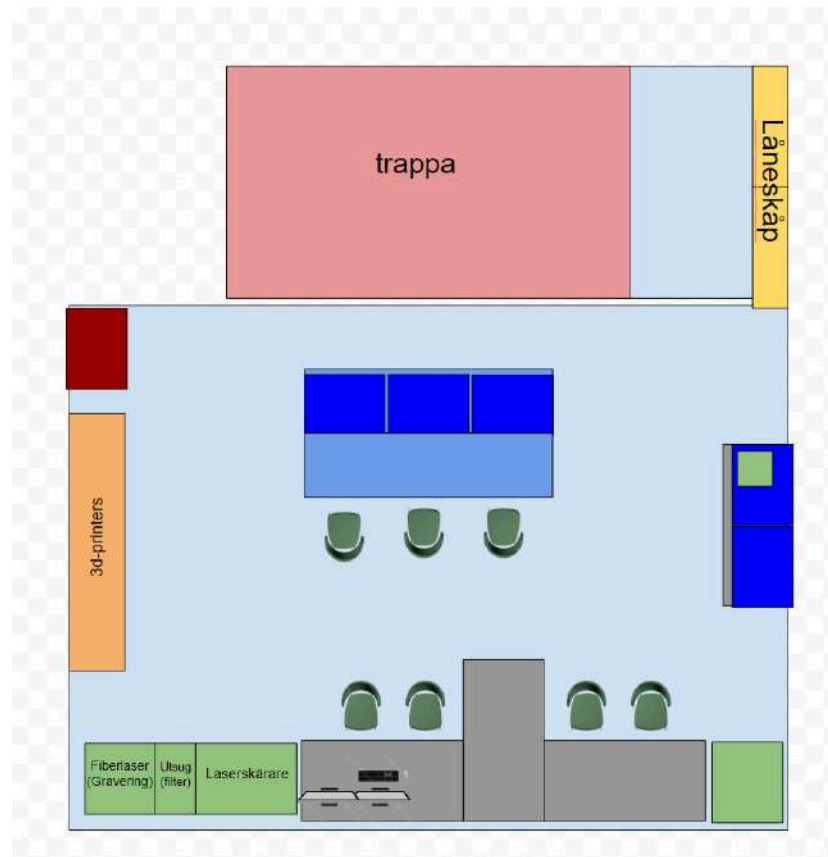 trappa
Låneskåp
3d-printers
Fiberlaser
(Gravering)
Utsug
(filter)
Laserskärare